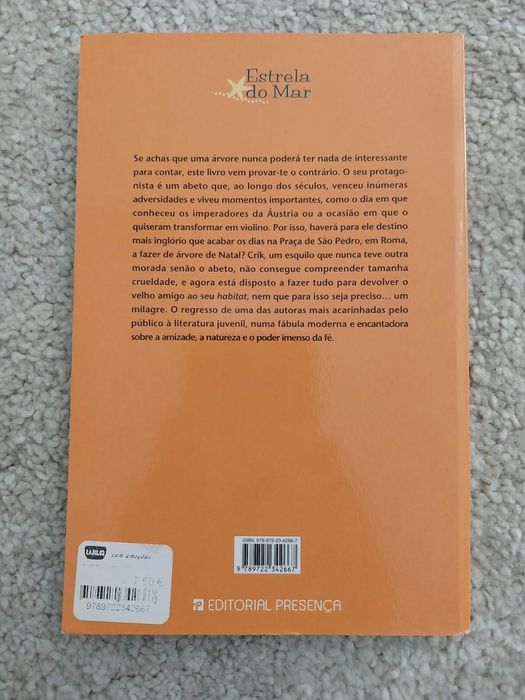 Estrela
do Mar
Se achas que uma árvore nunca poderá ter nada de interessante
para contar, este livro vem provar-te o contrário. O seu protago-
nista é um abeto que, ao longo dos séculos, venceu inúmeras
adversidades e viveu momentos importantes, como o dia em que
conheceu os imperadores da Áustria ou a ocasião em que o
quiseram transformar em violino. Por isso, haverá para ele destino
mais inglório que acabar os dias na Praça de São Pedro, em Roma,
a fazer de árvore de Natal? Crik, um esquilo que nunca teve outra
morada senão o abeto, não consegue compreender tamanha
crueldade, e agora está disposto a fazer tudo para devolver o
velho amigo ao seu habitat, nem que para isso seja preciso... um
milagre. O regresso de uma das autoras mais acarinhadas pelo
público à literatura juvenil, numa fábula moderna e encantadora
sobre a amizade, a natureza e o poder imenso da fé.
ISBN: 978-972-23-4266-7
9 789722 342667
EDITORIAL PRESENÇA
com emoções
7.50 €
9789722342667